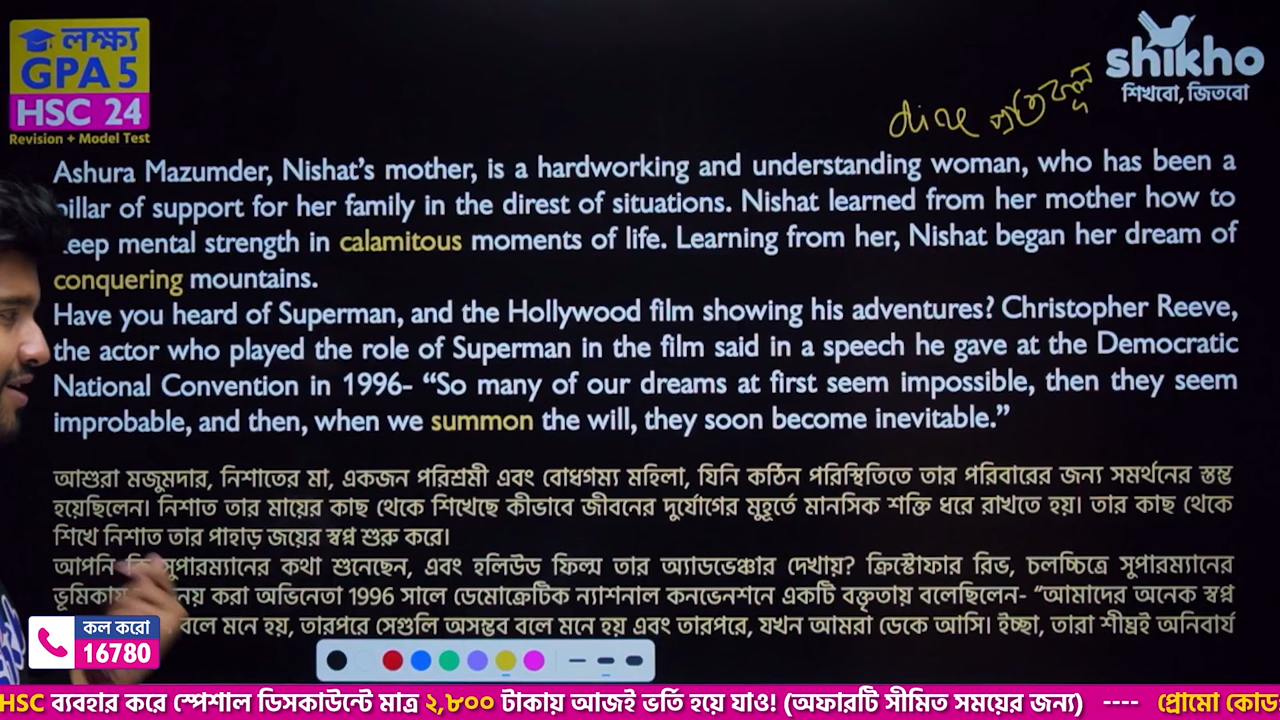 লক্ষ্য
GPA 5
HSC 24
Revision + Model Test
shikho
শিখবো, জিতবো
dire প্রতিকূল
Ashura Mazumder, Nishat’s mother, is a hardworking and understanding woman, who has been a
pillar of support for her family in the direst of situations. Nishat learned from her mother how to
keep mental strength in calamitous moments of life. Learning from her, Nishat began her dream of
conquering mountains.
Have you heard of Superman, and the Hollywood film showing his adventures? Christopher Reeve,
the actor who played the role of Superman in the film said in a speech he gave at the Democratic
National Convention in 1996- “So many of our dreams at first seem impossible, then they seem
improbable, and then, when we summon the will, they soon become inevitable.”
আশুরা মজুমদার, নিশাতের মা, একজন পরিশ্রমী এবং বোধগম্য মহিলা, যিনি কঠিন পরিস্থিতিতে তার পরিবারের জন্য সমর্থনের স্তম্ভ
হয়েছিলেন। নিশাত তার মায়ের কাছ থেকে শিখেছে কীভাবে জীবনের দুর্যোগের মুহূর্তে মানসিক শক্তি ধরে রাখতে হয়। তার কাছ থেকে
শিখে নিশাত তার পাহাড় জয়ের স্বপ্ন শুরু করে।
আপনি কি সুপারম্যানের কথা শুনেছেন, এবং হলিউড ফিল্ম তার অ্যাডভেঞ্চার দেখায়? ক্রিস্টোফার রিভ, চলচ্চিত্রে সুপারম্যানের
করা অভিনেতা 1996 সালে ডেমোক্রেটিক ন্যাশনাল কনভেনশনে একটি বক্তৃতায় বলেছিলেন- “আমাদের অনেক স্বপ্ন
বলে মনে হয়, তারপরে সেগুলি অসম্ভব বলে মনে হয় এবং তারপরে, যখন আমরা ডেকে আসি। ইচ্ছা, তারা শীঘ্রই অনিবার্য
কল করো
16780
HSC ব্যবহার করে স্পেশাল ডিসকাউন্টে মাত্র ২,৮০০ টাকায় আজই ভর্তি হয়ে যাও! (অফারটি সীমিত সময়ের জন্য) ---- প্রোমো কোড